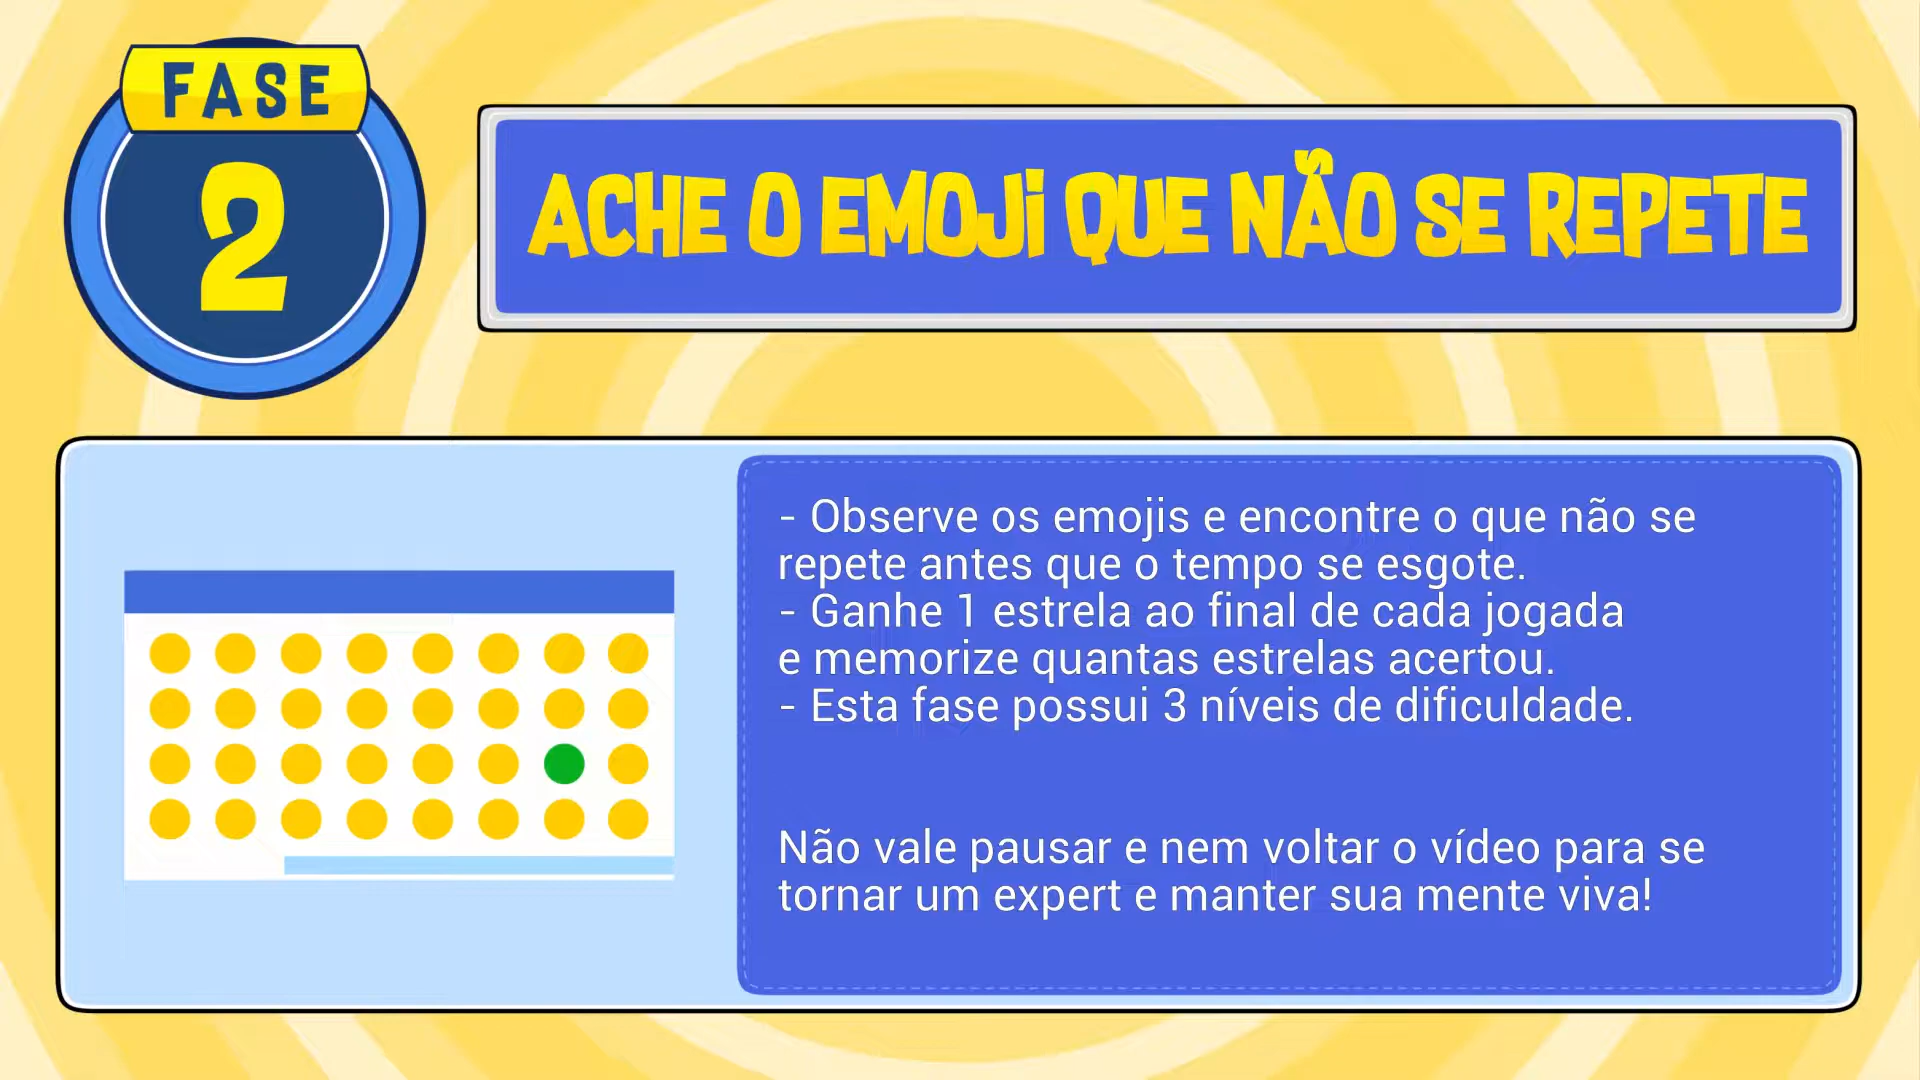 FASE
2
ACHE O EMOJI QUE NÃO SE REPETE
- Observe os emojis e encontre o que não se
repete antes que o tempo se esgote.
- Ganhe 1 estrela ao final de cada jogada
e memorize quantas estrelas acertou.
- Esta fase possui 3 níveis de dificuldade.
Não vale pausar e nem voltar o vídeo para se
tornar um expert e manter sua mente viva!